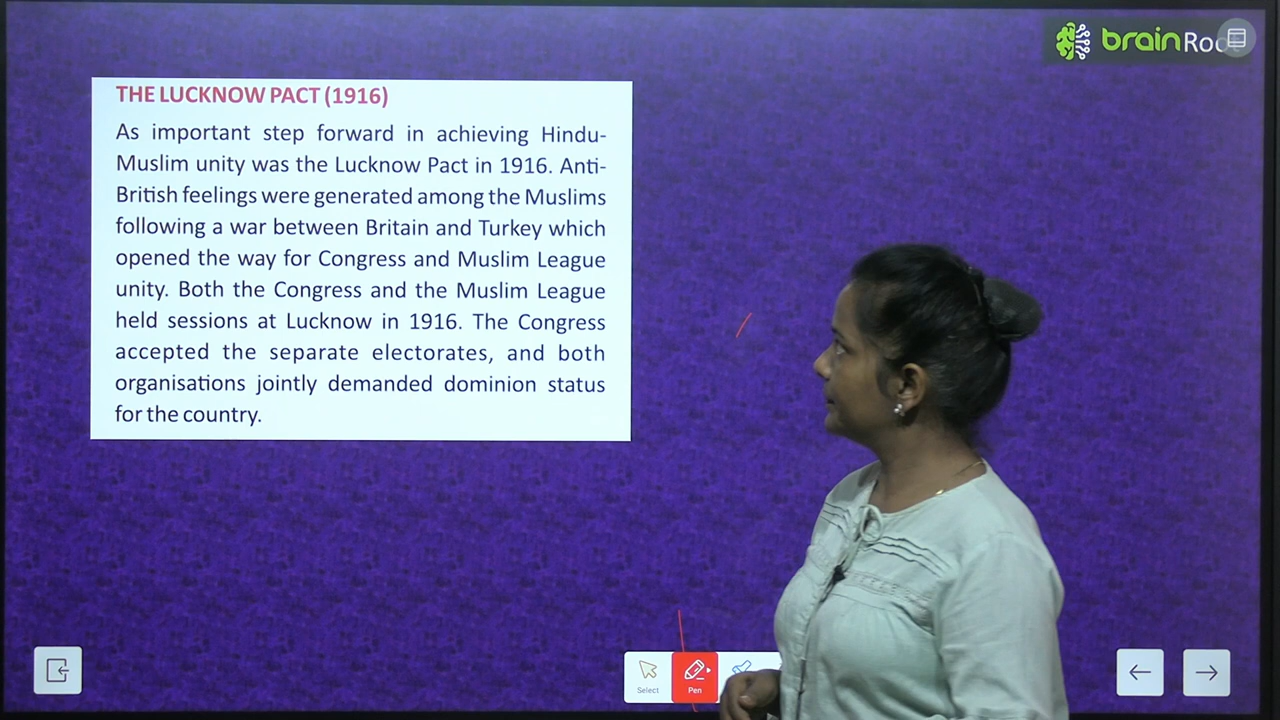 brainRoo
THE LUCKNOW PACT (1916)
As important step forward in achieving Hindu-
Muslim unity was the Lucknow Pact in 1916. Anti-
British feelings were generated among the Muslims
following a war between Britain and Turkey which
opened the way for Congress and Muslim League
unity. Both the Congress and the Muslim League
held sessions at Lucknow in 1916. The Congress
accepted the separate electorates, and both
organisations jointly demanded dominion status
for the country.
Select
Pen